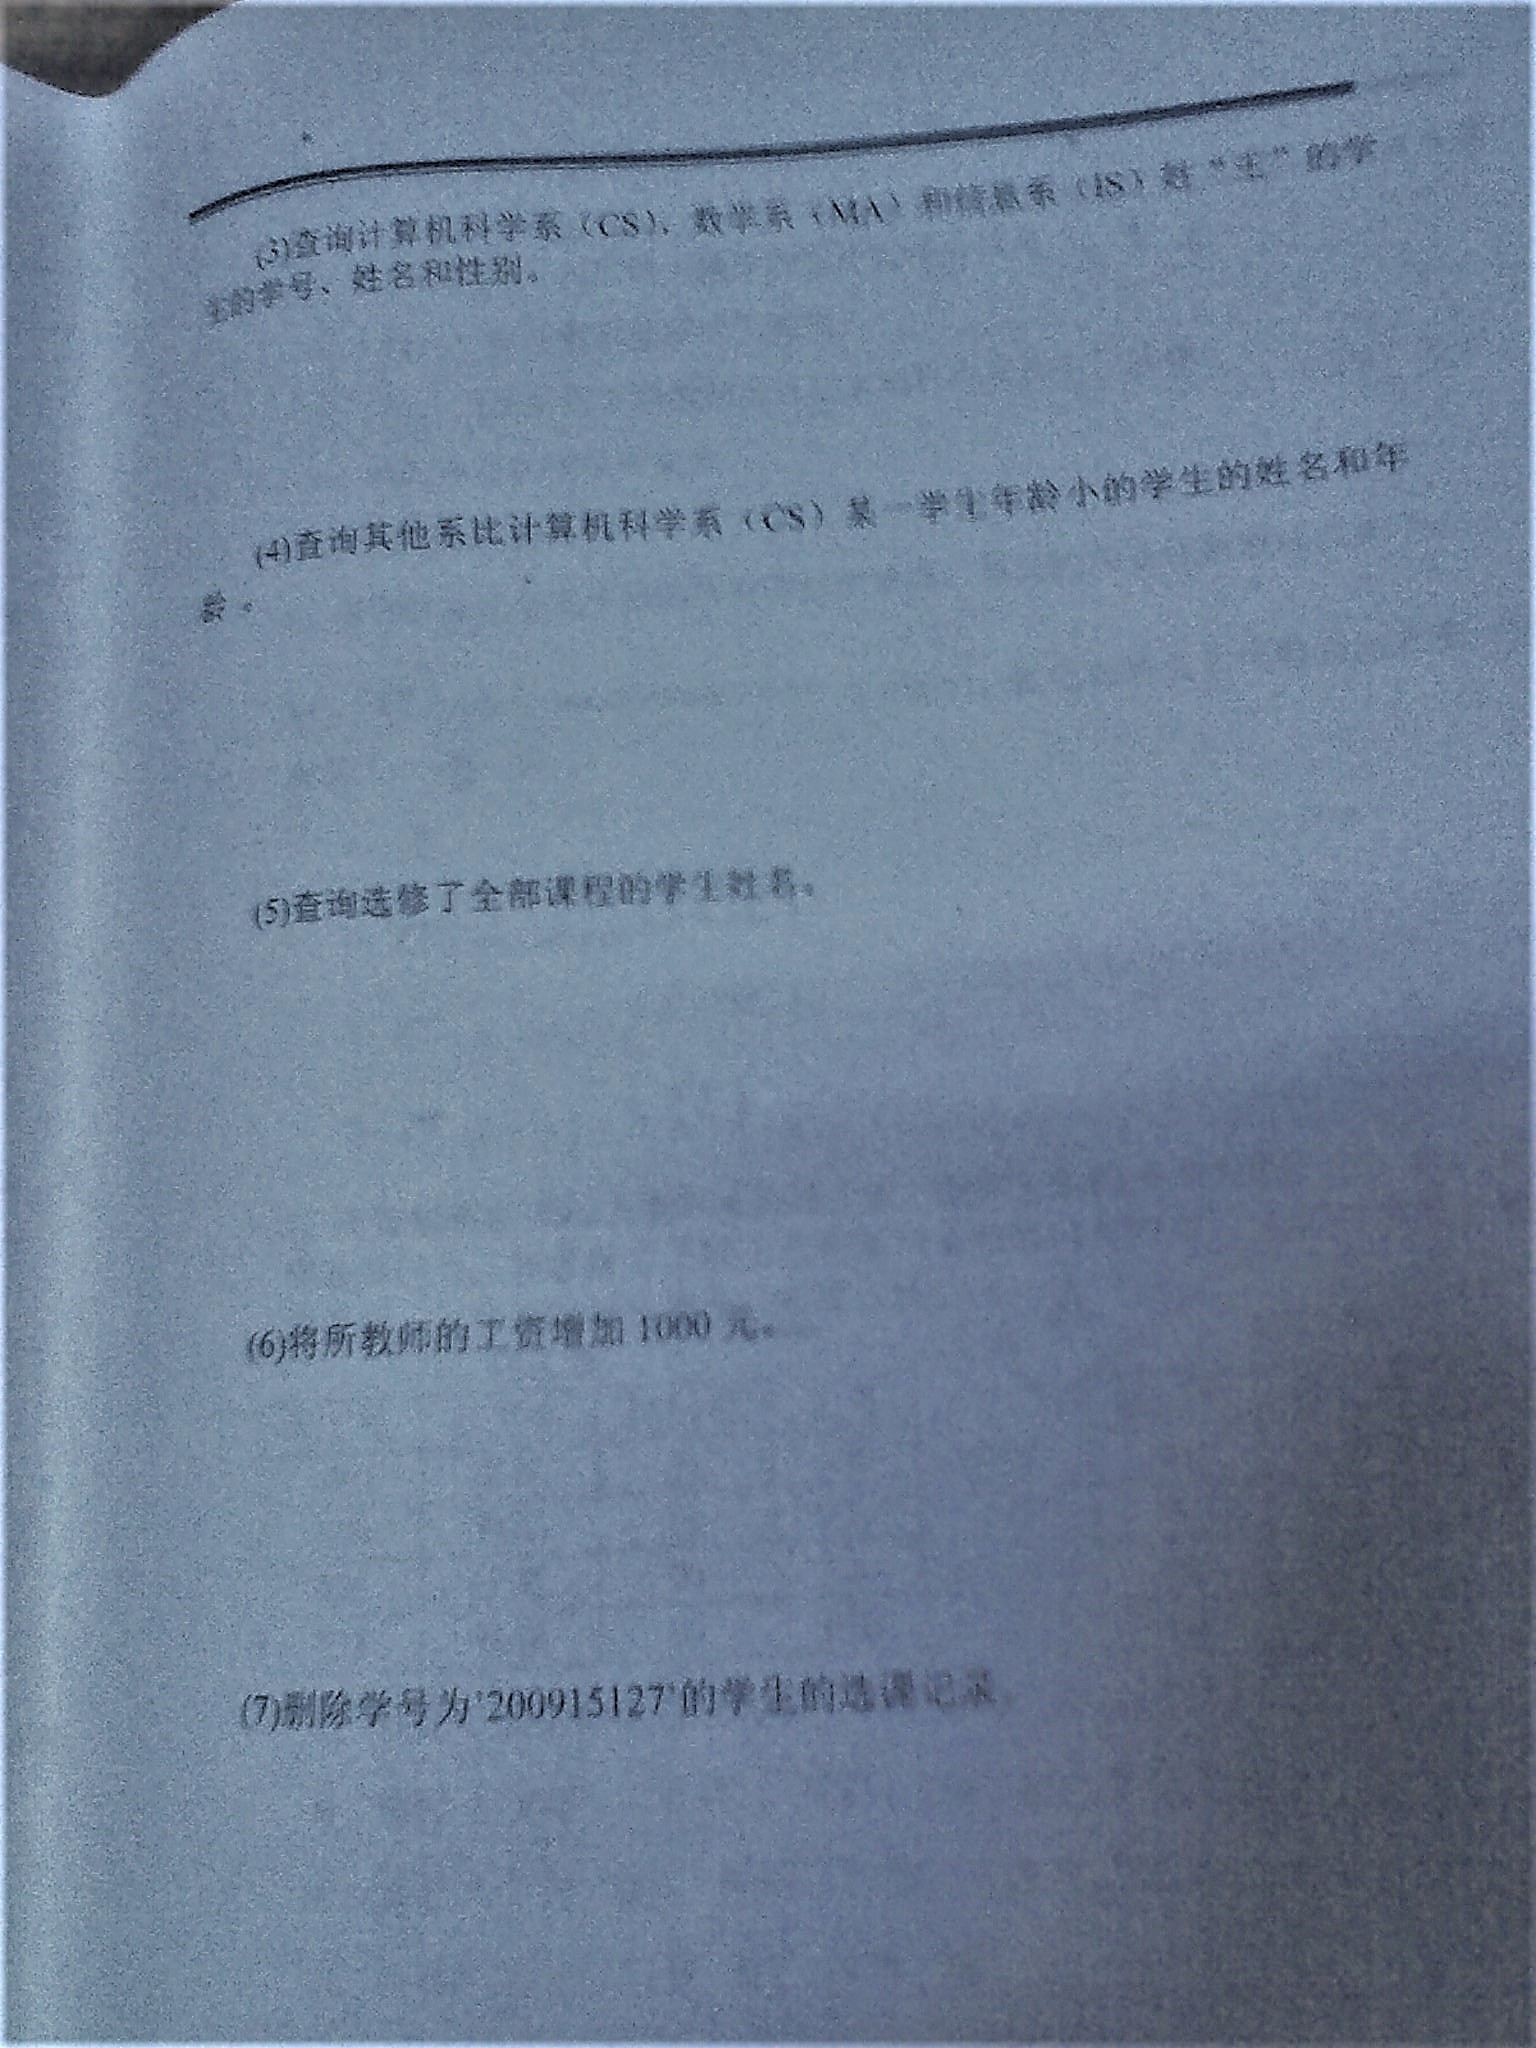 (3)查询计算机科学系（CS）、数学系（MA）和信息系（IS）姓“王”的学
生的学号、姓名和性别。
(4)查询其他系比计算机科学系（CS）某一学生年龄小的学生的姓名和年
龄。
(5)查询选修了全部课程的学生姓名。
(6)将所教师的工资增加 1000 元。
(7)删除学号为'200915127'的学生的选课记录